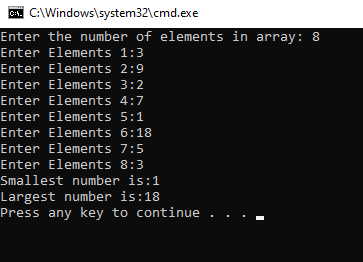 C:\Windows\system32\cmd.exe
Enter the number of elements in array: 8
Enter Elements 1:3
Enter Elements 2:9
Enter Elements 3:2
Enter Elements 4:7
Enter Elements 5:1
Enter Elements 6:18
Enter Elements 7:5
Enter Elements 8:3
Smallest number is:1
Largest number is:18
Press any key to continue . . .